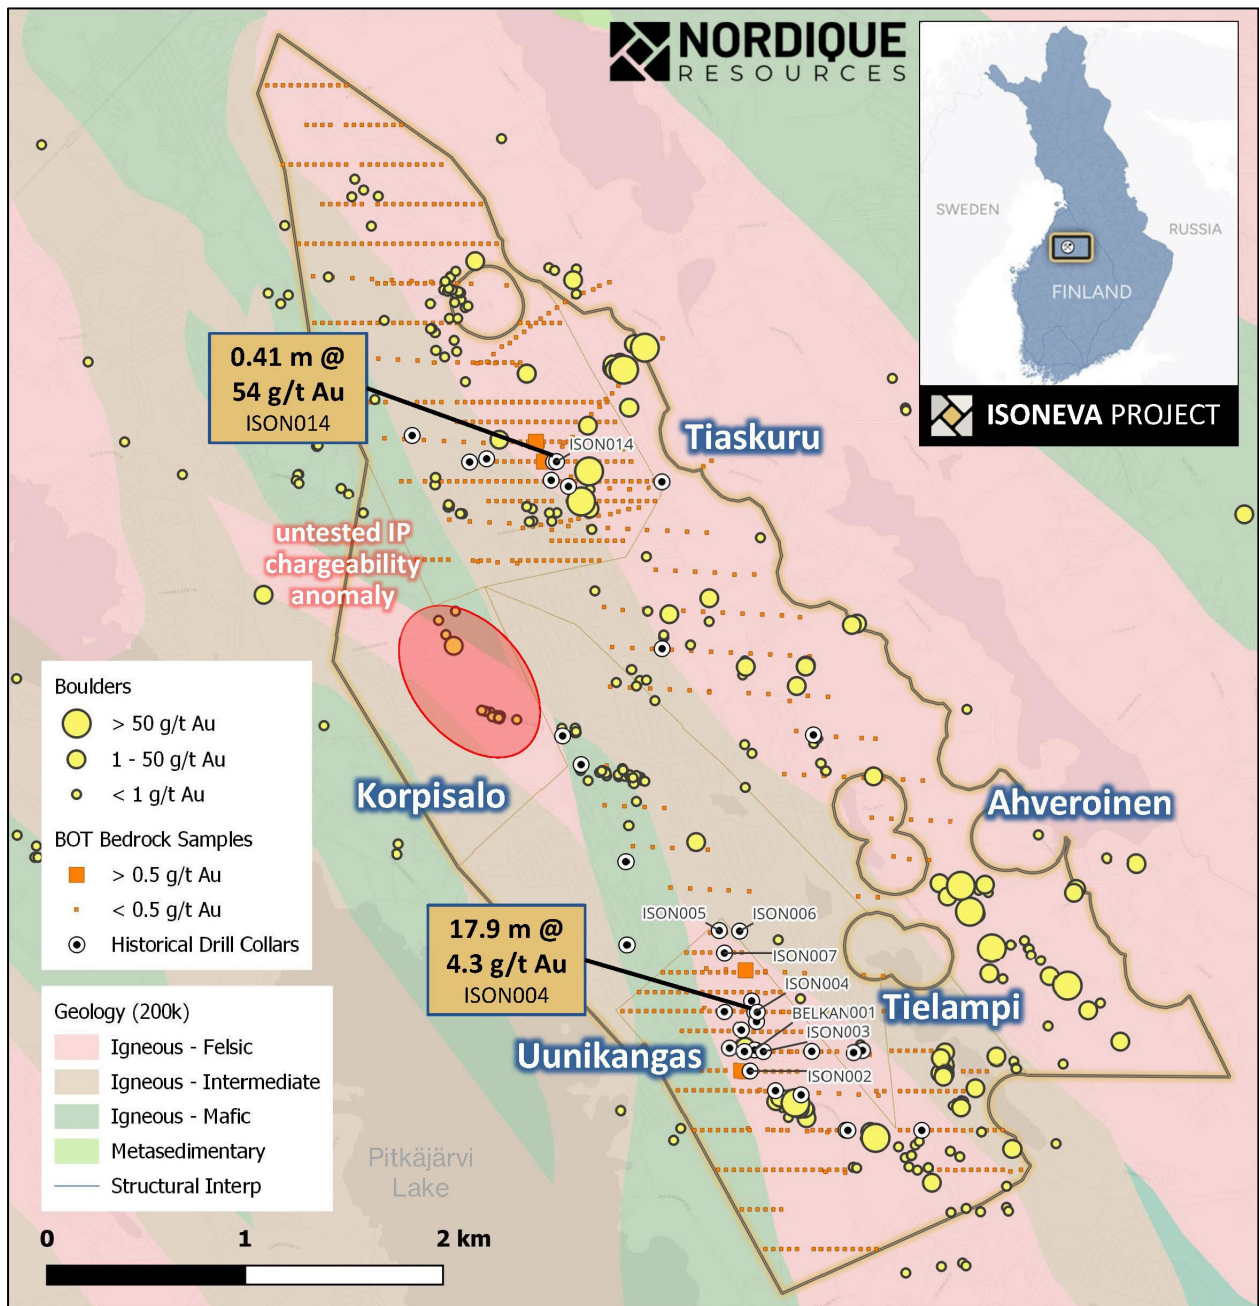 NORDIQUE
RESOURCES
SWEDEN
RUSSIA
FINLAND
ISONEVA PROJECT
0.41 m @
54 g/t Au
ISON014
Tiaskuru
ISON014
untested IP
chargeability
anomaly
Korpisalo
Ahveroinen
Boulders
> 50 g/t Au
1 - 50 g/t Au
< 1 g/t Au
BOT Bedrock Samples
> 0.5 g/t Au
< 0.5 g/t Au
Historical Drill Collars
17.9 m @
4.3 g/t Au
ISON004
ISON005
ISON006
ISON007
ISON004
BELKAN001
ISON003
ISON002
Tielampi
Uunikangas
Geology (200k)
Igneous - Felsic
Igneous - Intermediate
Igneous - Mafic
Metasedimentary
Structural Interp
Pitkäjärvi
Lake
0 1 2 km